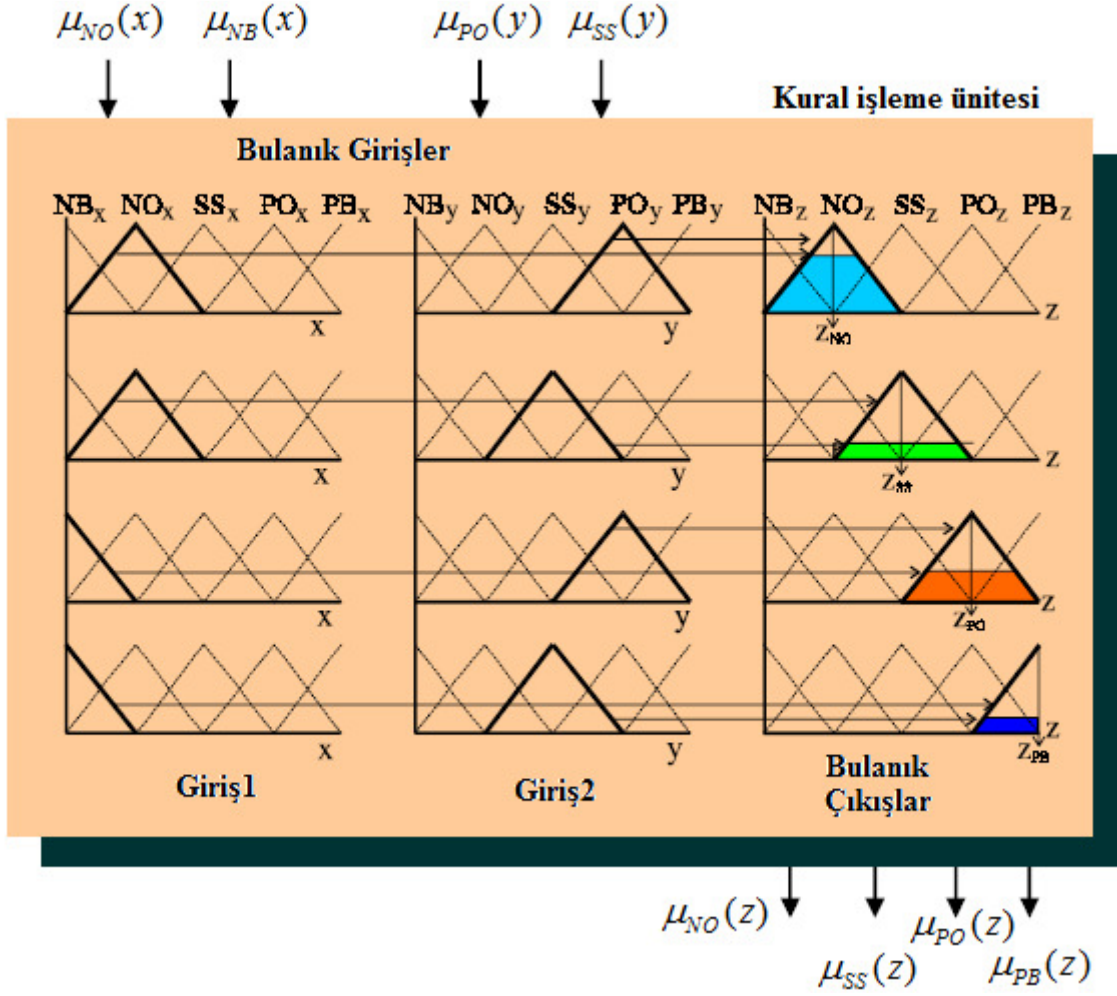 μNO(x) μNB(x) μPO(y) μSS(y)
Kural işleme ünitesi
Bulanık Girişler
NBx NOx SSx POx PBx NBy NOy SSy POy PBy NBz NOz SSz POz PBz
x y z
zNO
x y z
zSS
x y z
zPO
x y z
zPB
Giriş1 Giriş2 Bulanık
Çıkışlar
μNO(z) μPO(z)
μSS(z) μPB(z)